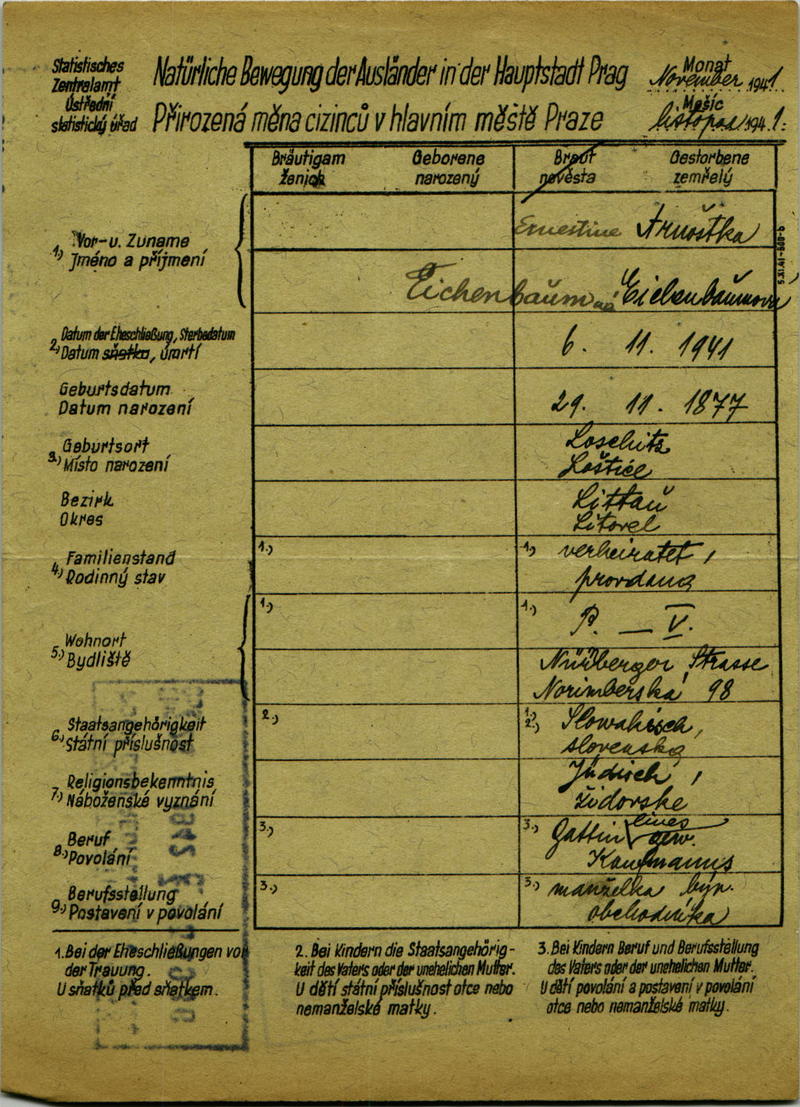 Statistisches
Zentralamt
Ústřední
statistický úřad
Natürliche Bewegung der Ausländer in der Hauptstadt Prag
Přirozená měna cizinců v hlavním městě Praze
Monat
November 1941
Měsíc
listopad 1941.
Bräutigam Geborene Braut Gestorbene
ženich narozený nevěsta zemřelý
1.) Vor- u. Zuname
Jméno a příjmení
Ernestine Arnoštka
Eichenbaum Eichenbaumova
2.) Datum der Eheschließung, Sterbedatum
Datum sňatku, úmrtí
6. 11. 1941
Geburtsdatum
Datum narození
29. 11. 1877
3.) Geburtsort
Místo narození
Loschitz
Loštice
Bezirk
Okres
Littau
Litovel
4.) Familienstand
Rodinný stav
1.) 1.) verheiratet,
provdaná
5.) Wohnort
Bydliště
1.) 1.) P. — V.
Nürberger Strasse
Norimberská 98
6.) Staatsangehörigkeit
Státní příslušnost
2.) 1.) 2.) Slowakisch,
slovenská
7.) Religionsbekenntnis
Náboženské vyznání
Jüdisch,
židovské
8.) Beruf
Povolání
3.) 3.) Gattin eines gew.
Kaufmanns
9.) Berufsstellung
Postavení v povolání
3.) 3.) manželka býv.
obchodníka
1. Bei der Eheschließungen vor
der Trauung.
U sňatků před sňatkem.
2. Bei Kindern die Staatsangehörig-
keit des Vaters oder der unehelichen Mutter.
U dětí státní příslušnost otce nebo
nemanželské matky.
3. Bei Kindern Beruf und Berufsstellung
des Vaters oder der unehelichen Mutter.
U dětí povolání a postavení v povolání
otce nebo nemanželské matky.